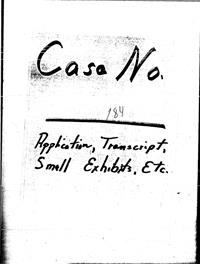 Case No.
184
Application, Transcript,
Small Exhibits, Etc.